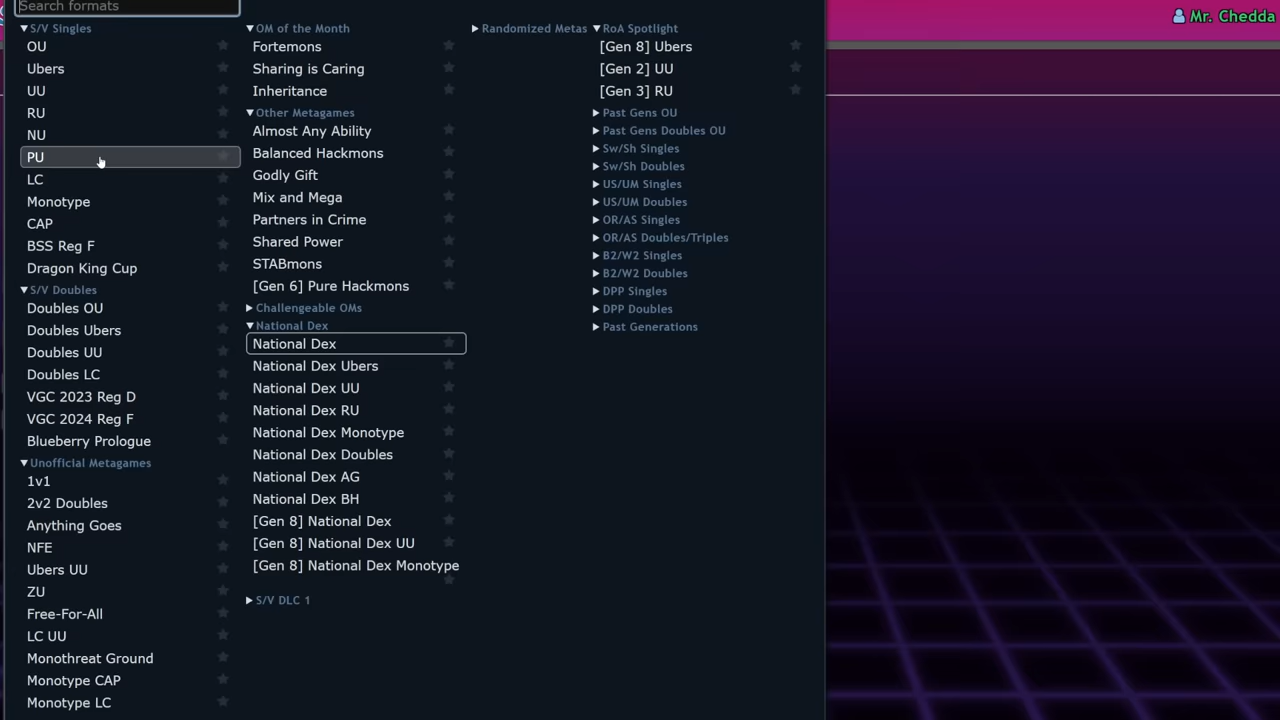 Search formats
Mr. Chedda
S/V Singles
OU
Ubers
UU
RU
NU
PU
LC
Monotype
CAP
BSS Reg F
Dragon King Cup
S/V Doubles
Doubles OU
Doubles Ubers
Doubles UU
Doubles LC
VGC 2023 Reg D
VGC 2024 Reg F
Blueberry Prologue
Unofficial Metagames
1v1
2v2 Doubles
Anything Goes
NFE
Ubers UU
ZU
Free-For-All
LC UU
Monothreat Ground
Monotype CAP
Monotype LC
OM of the Month
Fortemons
Sharing is Caring
Inheritance
Other Metagames
Almost Any Ability
Balanced Hackmons
Godly Gift
Mix and Mega
Partners in Crime
Shared Power
STABmons
[Gen 6] Pure Hackmons
Challengeable OMs
National Dex
National Dex
National Dex Ubers
National Dex UU
National Dex RU
National Dex Monotype
National Dex Doubles
National Dex AG
National Dex BH
[Gen 8] National Dex
[Gen 8] National Dex UU
[Gen 8] National Dex Monotype
S/V DLC 1
Randomized Metas
RoA Spotlight
[Gen 8] Ubers
[Gen 2] UU
[Gen 3] RU
Past Gens OU
Past Gens Doubles OU
Sw/Sh Singles
Sw/Sh Doubles
US/UM Singles
US/UM Doubles
OR/AS Singles
OR/AS Doubles/Triples
B2/W2 Singles
B2/W2 Doubles
DPP Singles
DPP Doubles
Past Generations